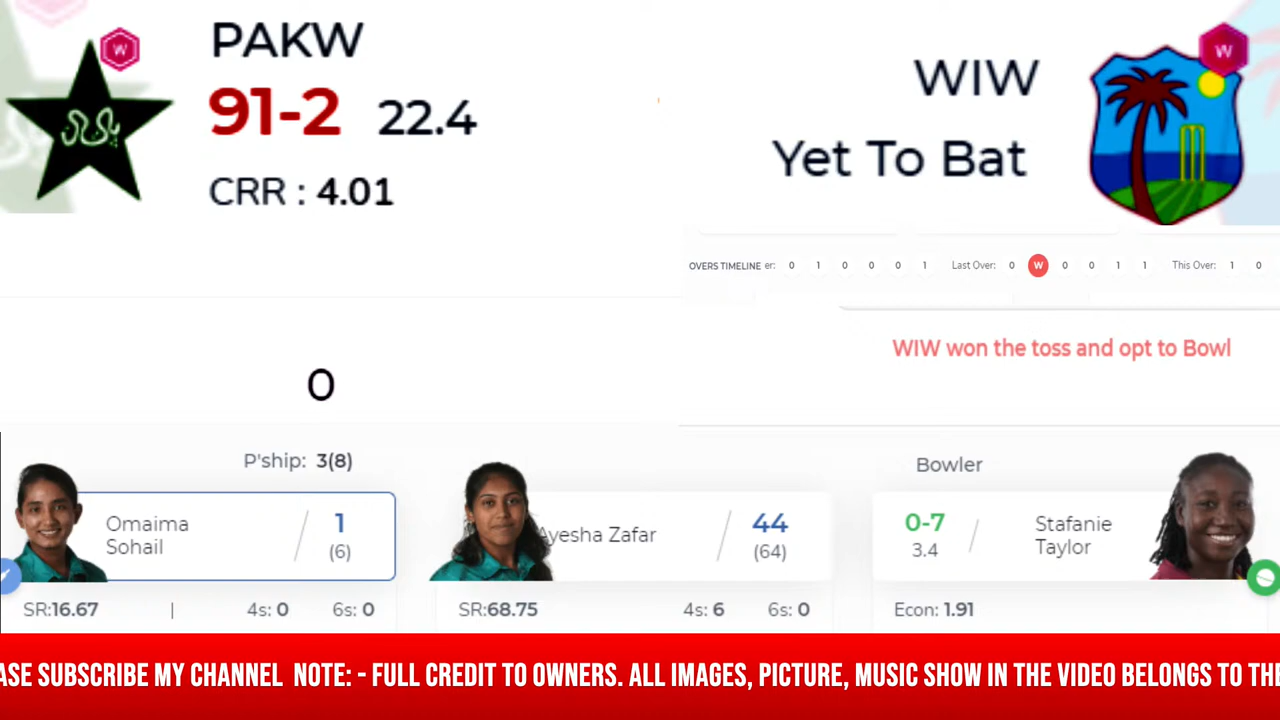 PAKW
91-2 22.4
CRR : 4.01
WIW
Yet To Bat
W
W
OVERS TIMELINE er: 0 1 0 0 0 1 Last Over: 0 W 0 0 1 1 This Over: 1 0
WIW won the toss and opt to Bowl
0
P'ship: 3(8)
Omaima
Sohail
1
(6)
SR:16.67 | 4s: 0 6s: 0
Ayesha Zafar
44
(64)
SR:68.75 4s: 6 6s: 0
Bowler
0-7
3.4
Stafanie
Taylor
Econ: 1.91
ASE SUBSCRIBE MY CHANNEL NOTE: - FULL CREDIT TO OWNERS. ALL IMAGES, PICTURE, MUSIC SHOW IN THE VIDEO BELONGS TO THE